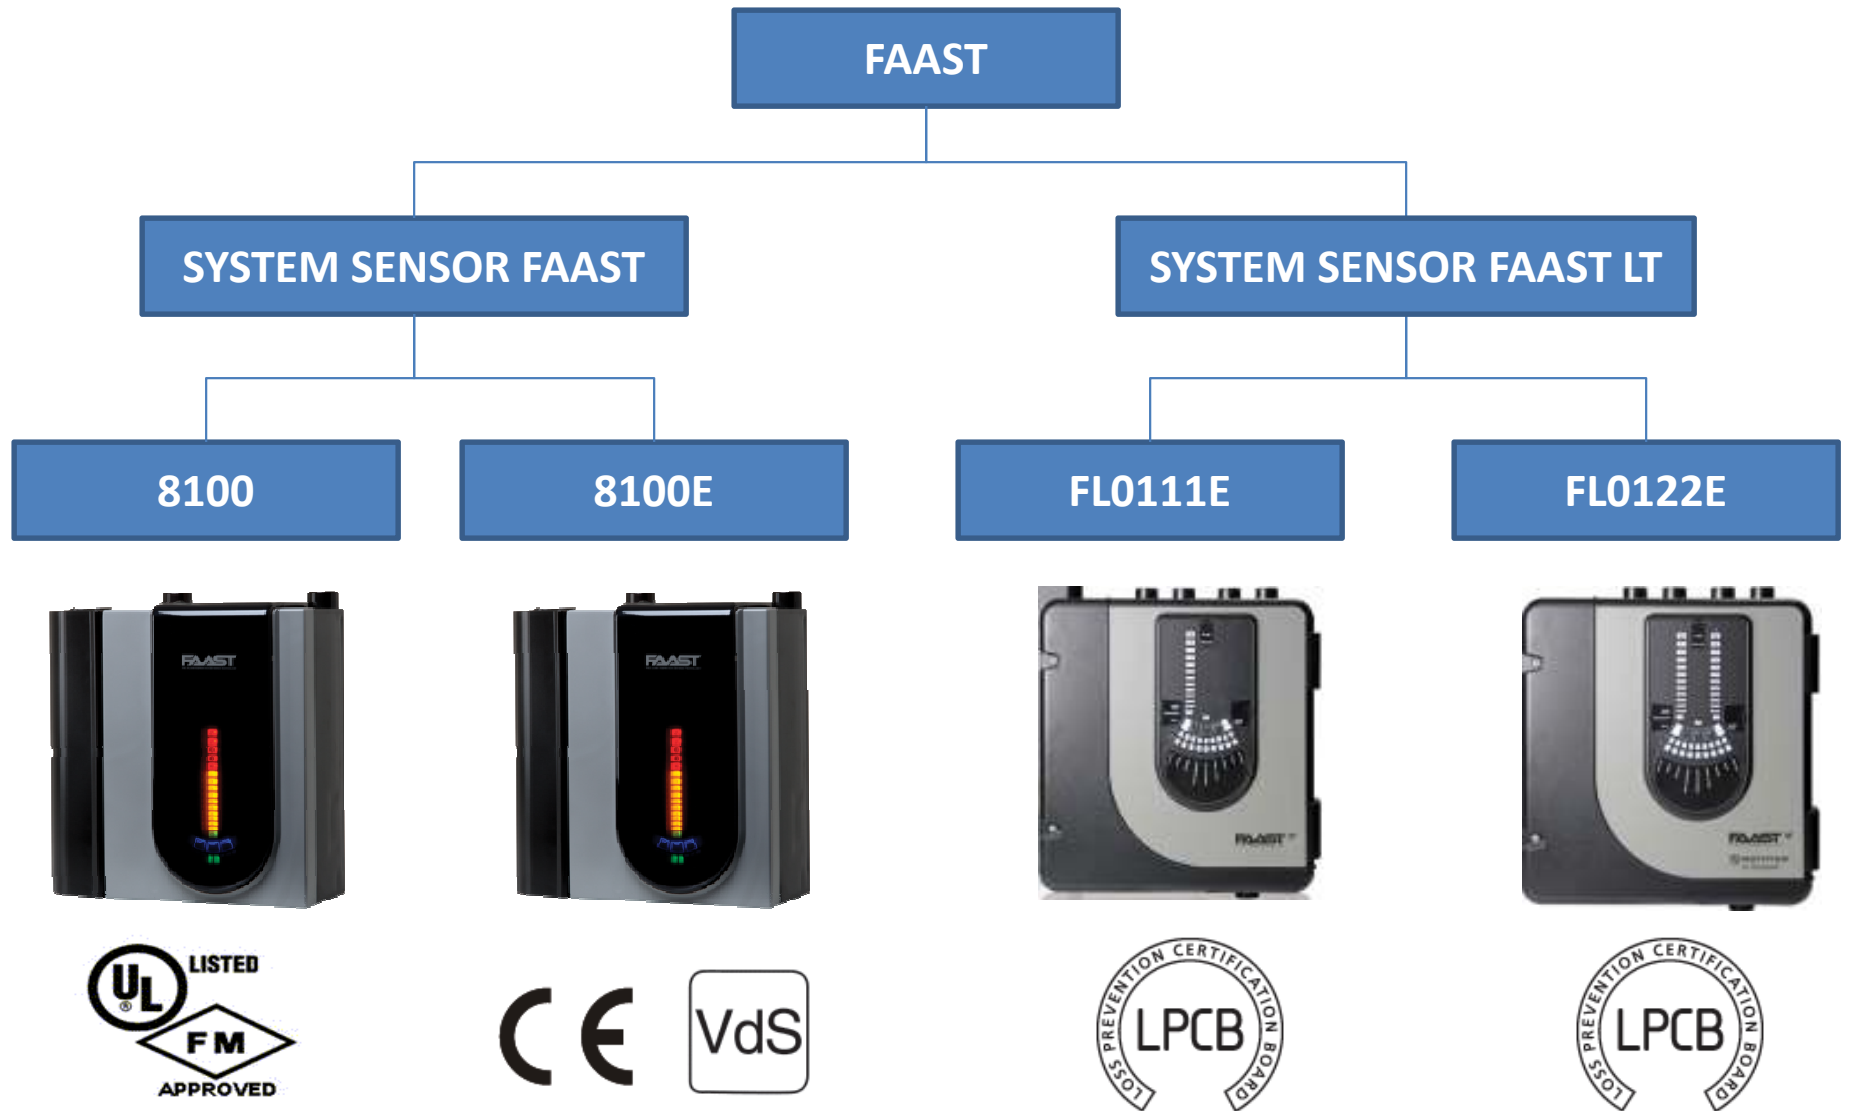 FAAST
SYSTEM SENSOR FAAST
SYSTEM SENSOR FAAST LT
8100
8100E
FL0111E
FL0122E
FAAST
FAAST
FAAST
FAAST
UL
®
LISTED
FM
APPROVED
CE
VdS
LOSS PREVENTION CERTIFICATION BOARD
LPCB
LOSS PREVENTION CERTIFICATION BOARD
LPCB